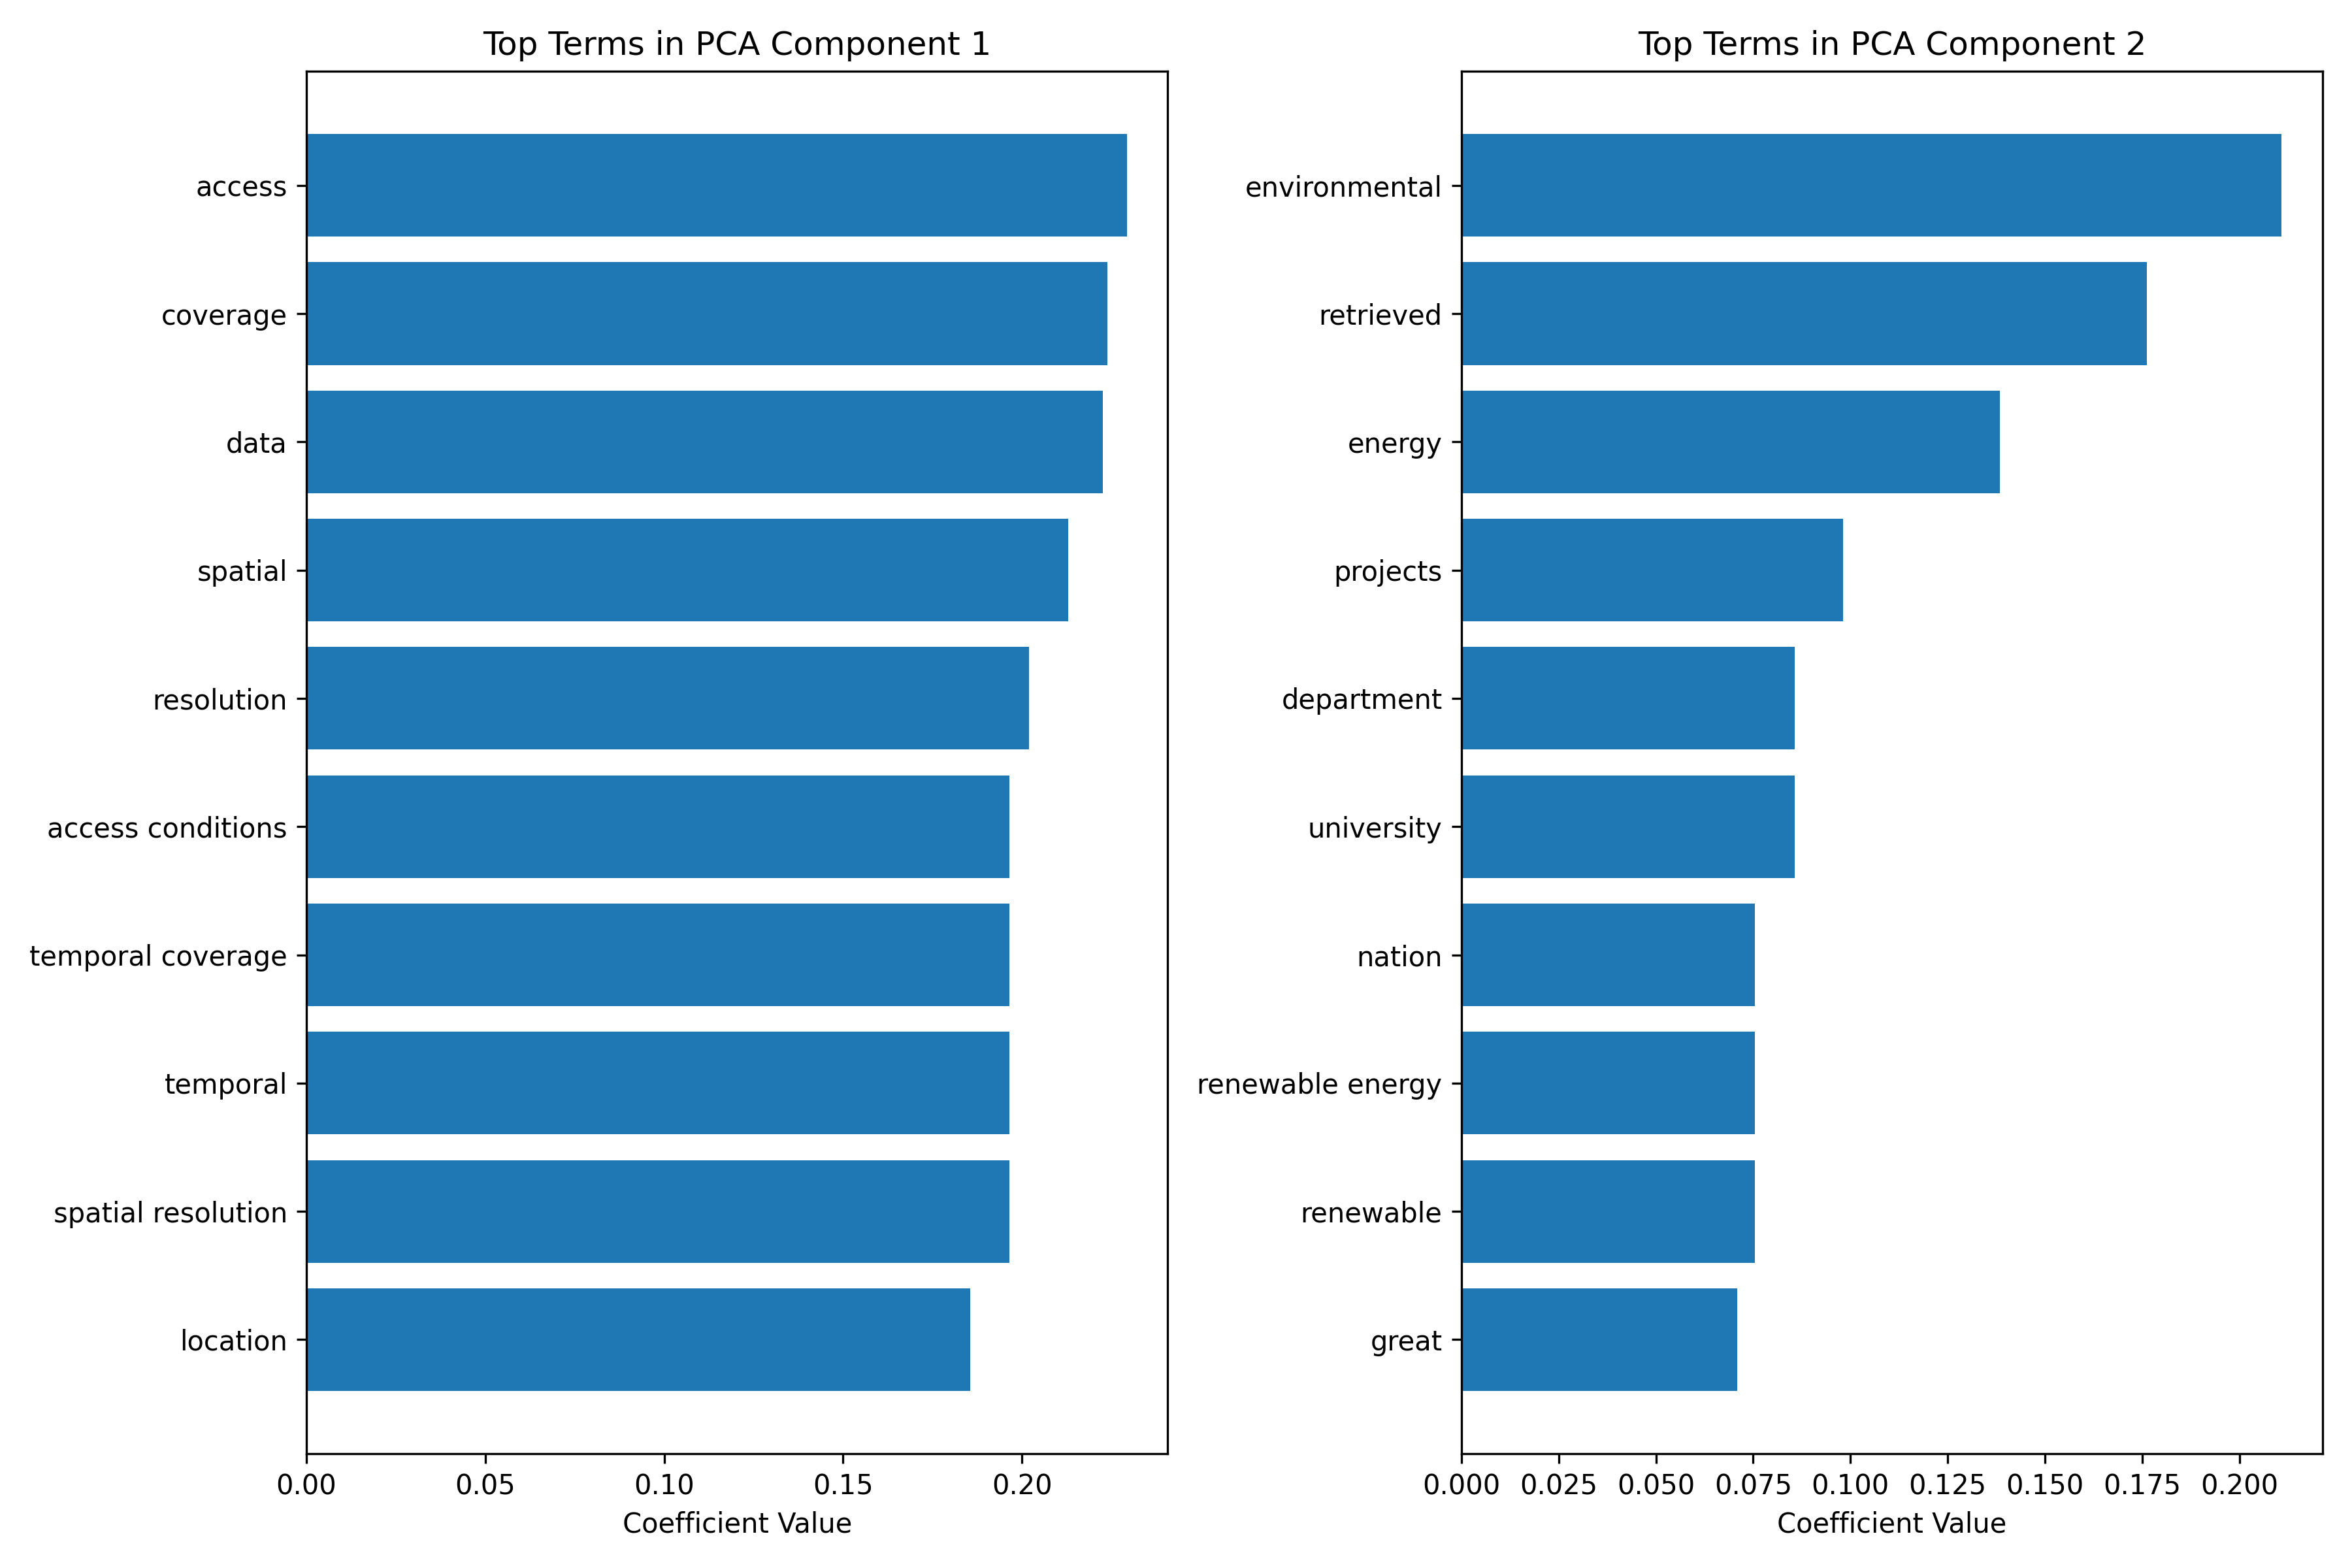 Top Terms in PCA Component 1
access
coverage
data
spatial
resolution
access conditions
temporal coverage
temporal
spatial resolution
location
0.00 0.05 0.10 0.15 0.20
Coefficient Value
Top Terms in PCA Component 2
environmental
retrieved
energy
projects
department
university
nation
renewable energy
renewable
great
0.000 0.025 0.050 0.075 0.100 0.125 0.150 0.175 0.200
Coefficient Value